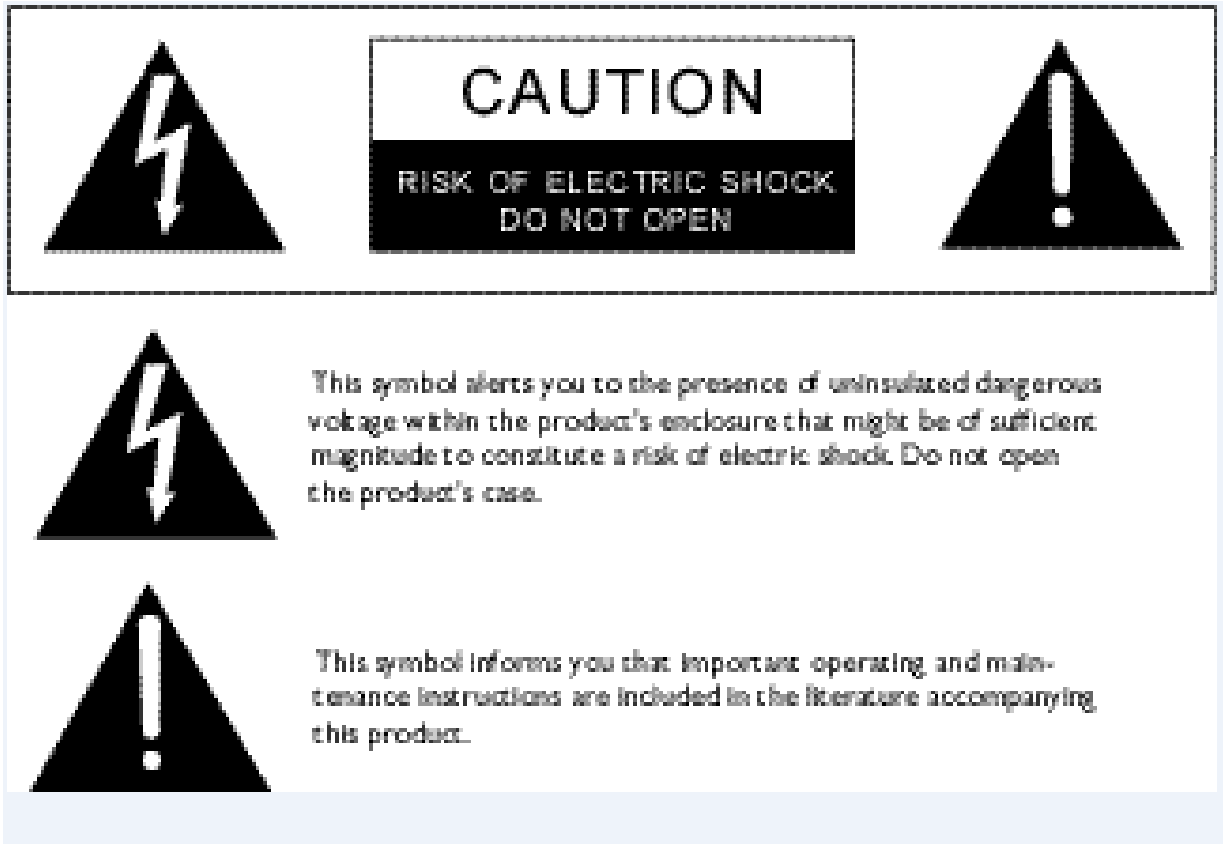 CAUTION
RISK OF ELECTRIC SHOCK
DO NOT OPEN
This symbol alerts you to the presence of uninsulated dangerous
voltage within the product's enclosure that might be of sufficient
magnitude to constitute a risk of electric shock. Do not open
the product's case.
This symbol informs you that important operating and main-
tenance instructions are included in the literature accompanying
this product.